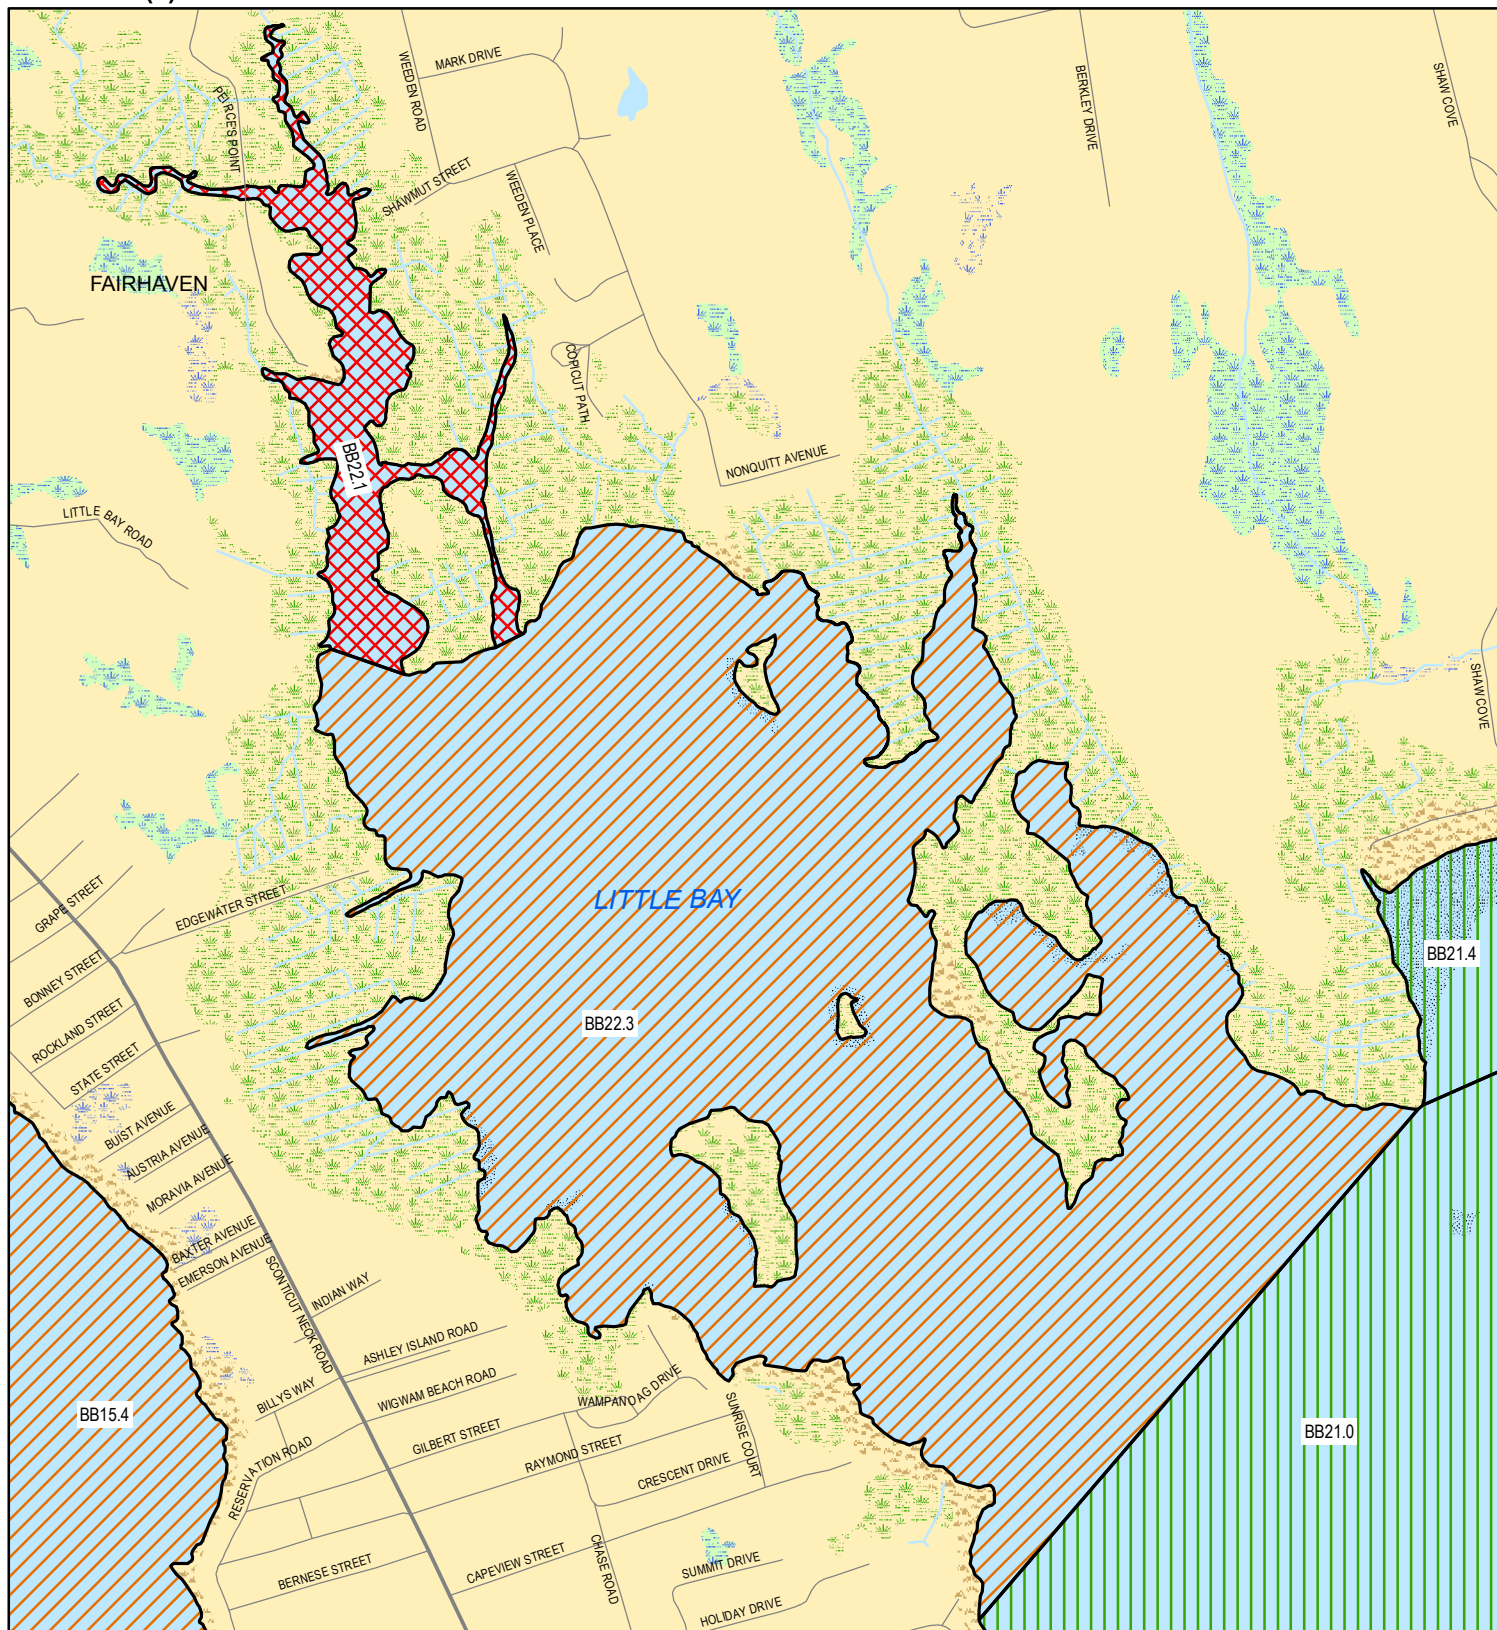 MARK DRIVE
WEEDEN ROAD
BERKLEY DRIVE
SHAW COVE
PEIRCE'S POINT
SHAWMUT STREET
WEEDEN PLACE
FAIRHAVEN
COPICUT PATH
BB22.1
NONQUITT AVENUE
LITTLE BAY ROAD
SHAW COVE
LITTLE BAY
GRAPE STREET
EDGEWATER STREET
BB21.4
BONNEY STREET
BB22.3
ROCKLAND STREET
STATE STREET
BUIST AVENUE
AUSTRIA AVENUE
MORAVIA AVENUE
BAXTER AVENUE
EMERSON AVENUE
SCONTICUT NECK ROAD
INDIAN WAY
ASHLEY ISLAND ROAD
BILLYS WAY
WIGWAM BEACH ROAD
WAMPANOAG DRIVE
SUNRISE COURT
BB15.4
GILBERT STREET
BB21.0
RAYMOND STREET
RESERVATION ROAD
CRESCENT DRIVE
BERNESE STREET
CAPEVIEW STREET
CHASE ROAD
SUMMIT DRIVE
HOLIDAY DRIVE